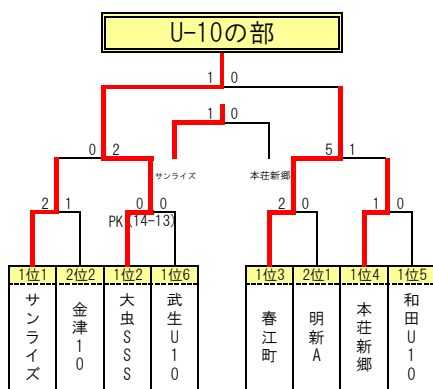 U-10の部
1 0
1 0
0 2
5 1
サンライズ
本荘新郷
2 1
0 0
2 0
1 0
PK(14-13)
1位1 2位2 1位2 1位6 1位3 2位1 1位4 1位5
サンライズ
金津10
大虫SSS
武生U10
春江町
明新A
本荘新郷
和田U10